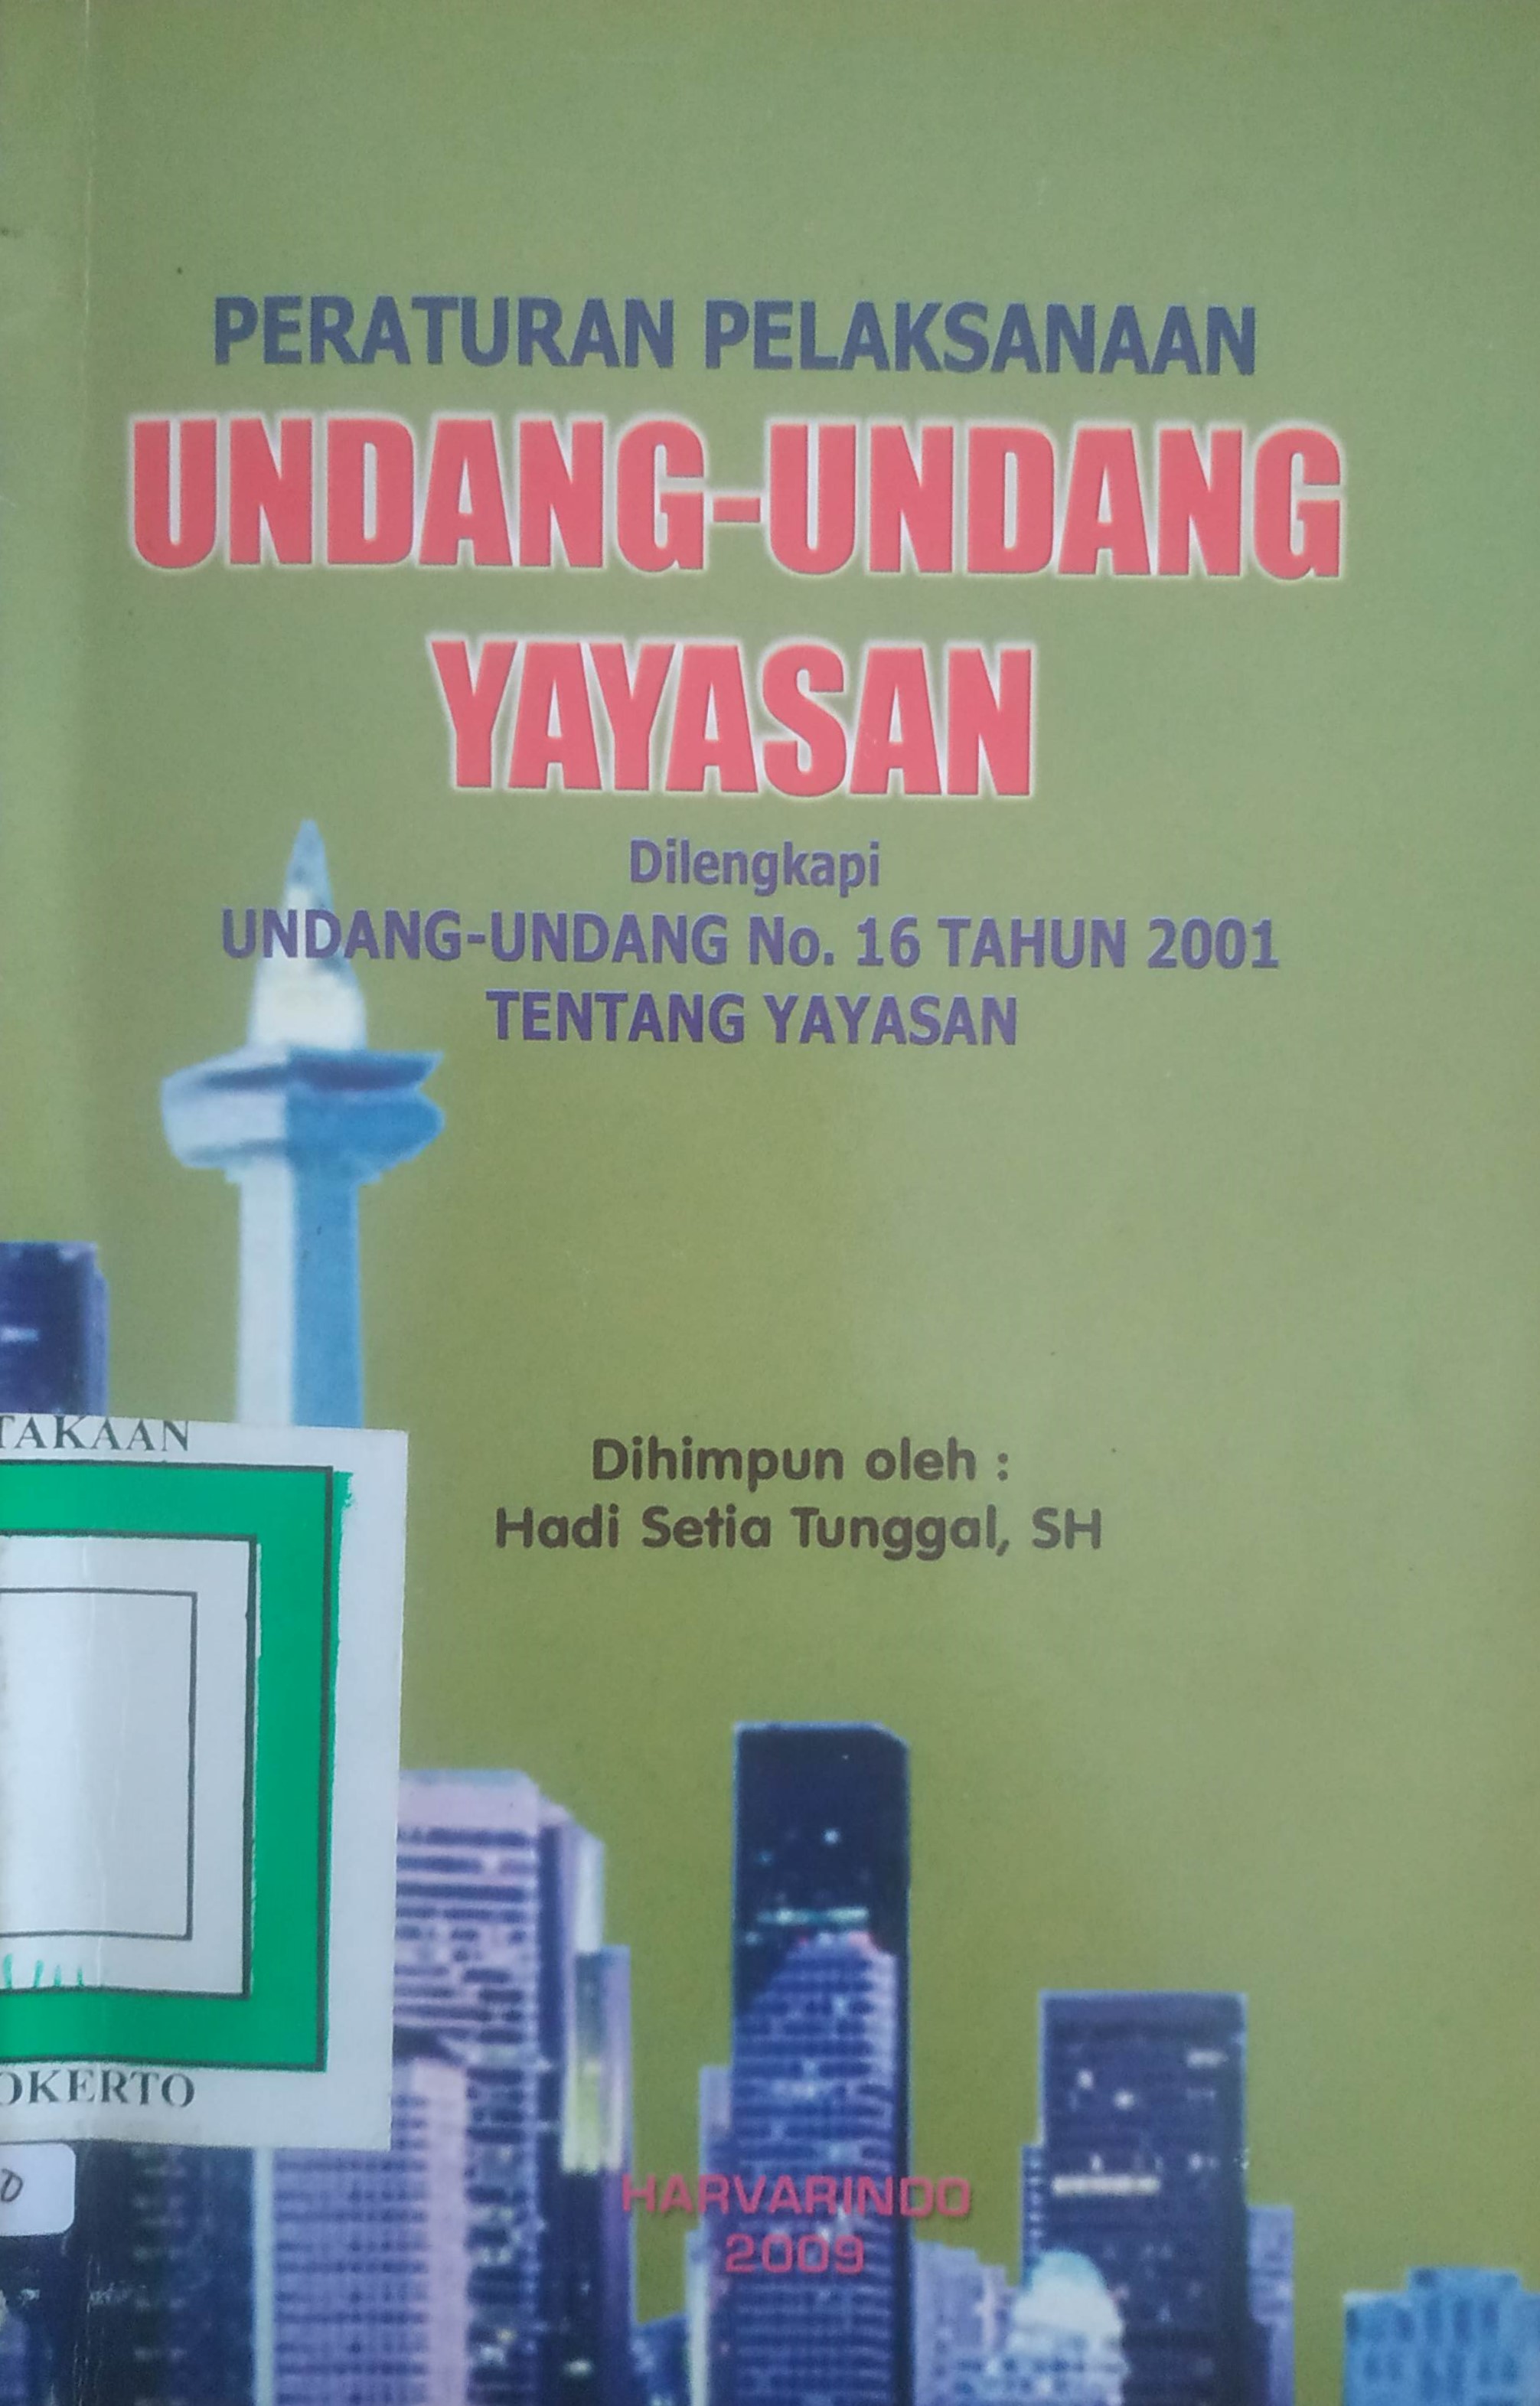 PERATURAN PELAKSANAAN
UNDANG-UNDANG
YAYASAN
Dilengkapi
UNDANG-UNDANG No. 16 TAHUN 2001
TENTANG YAYASAN
Dihimpun oleh :
Hadi Setia Tunggal, SH
TAKAAN
OKERTO
HARVARINDO
2009